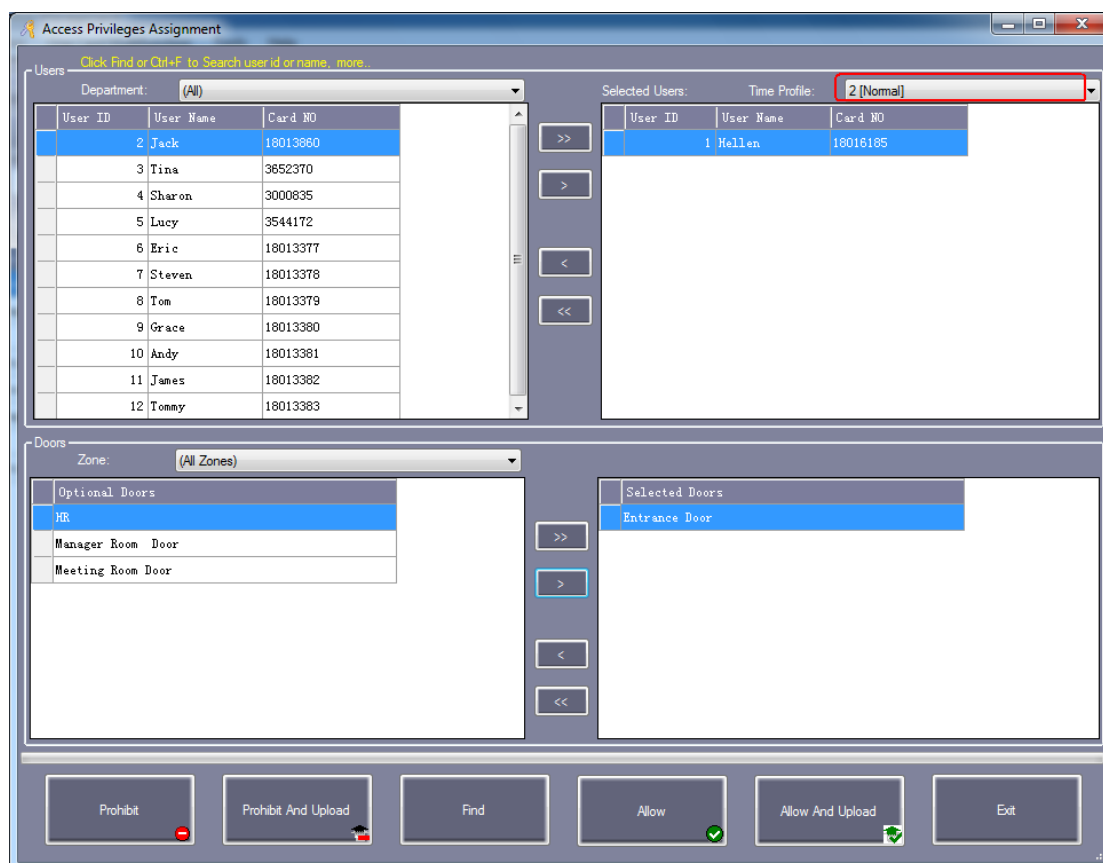 Access Privileges Assignment
Users
Click Find or Ctrl+F to Search user id or name, more..
Department: (All)
Selected Users: Time Profile: 2 [Normal]
User ID User Name Card NO
2 Jack 18013860
3 Tina 3652370
4 Sharon 3000835
5 Lucy 3544172
6 Eric 18013377
7 Steven 18013378
8 Tom 18013379
9 Grace 18013380
10 Andy 18013381
11 James 18013382
12 Tommy 18013383
>>
>
<
<<
User ID User Name Card NO
1 Hellen 18016185
Doors
Zone: (All Zones)
Optional Doors
HR
Manager Room Door
Meeting Room Door
>>
>
<
<<
Selected Doors
Entrance Door
Prohibit
Prohibit And Upload
Find
Allow
Allow And Upload
Exit